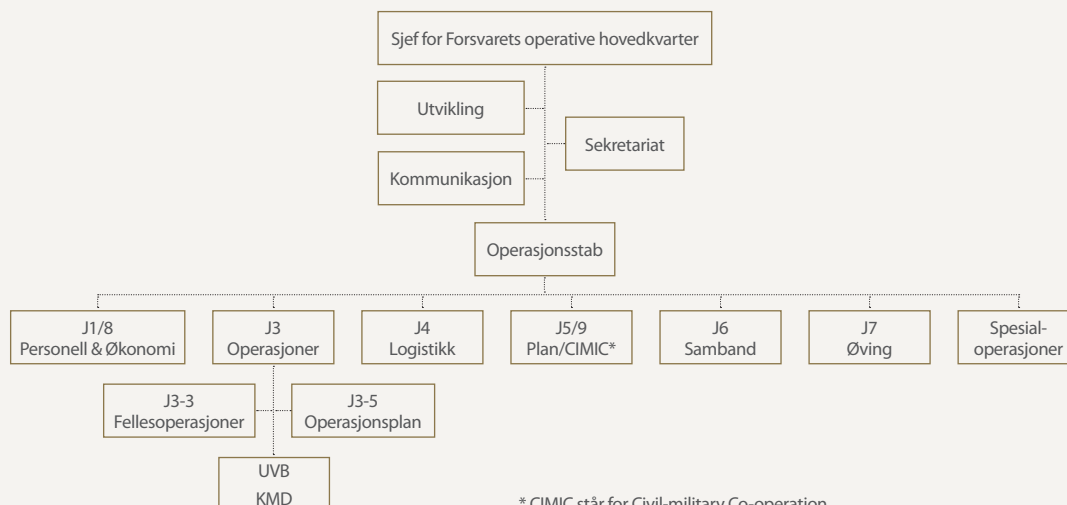 Sjef for Forsvarets operative hovedkvarter
Utvikling
Sekretariat
Kommunikasjon
Operasjonsstab
J1/8
Personell & Økonomi
J3
Operasjoner
J4
Logistikk
J5/9
Plan/CIMIC*
J6
Samband
J7
Øving
Spesial-
operasjoner
J3-3
Fellesoperasjoner
J3-5
Operasjonsplan
UVB
KMD
* CIMIC står for Civil-military Co-operation